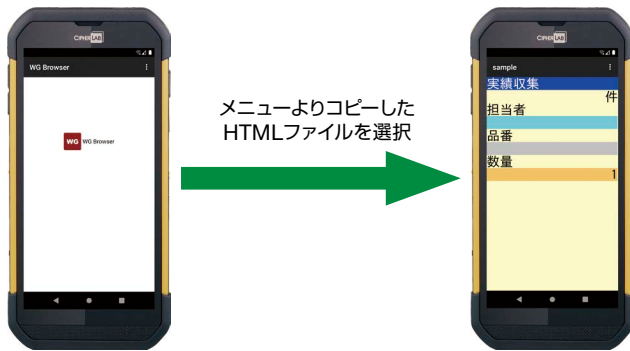 CIPHERLAB
WG Browser
WG WG Browser
メニューよりコピーした
HTMLファイルを選択
CIPHERLAB
sample
実績収集
件
担当者
品番
数量
1